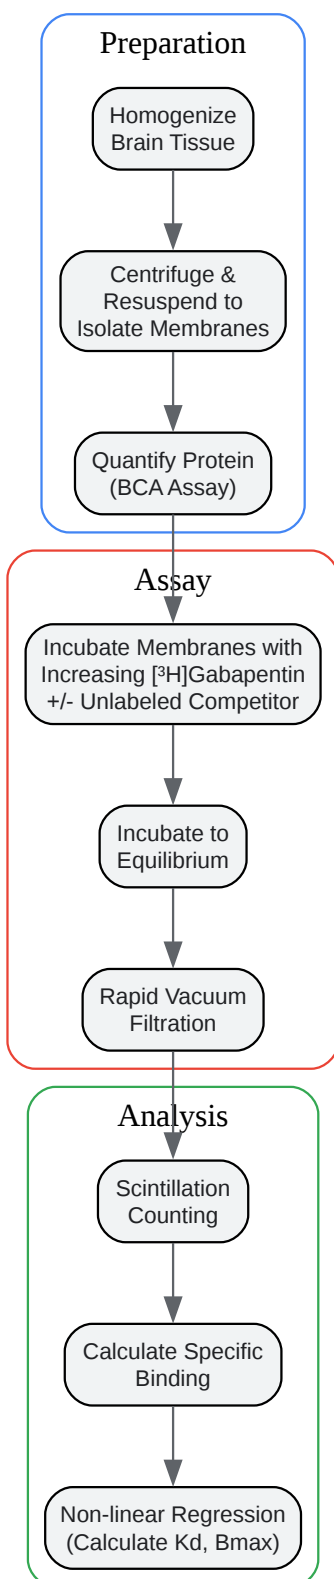 Preparation
Homogenize
Brain Tissue
Centrifuge &
Resuspend to
Isolate Membranes
Quantify Protein
(BCA Assay)
Assay
Incubate Membranes with
Increasing [³H]Gabapentin
+/- Unlabeled Competitor
Incubate to
Equilibrium
Rapid Vacuum
Filtration
Analysis
Scintillation
Counting
Calculate Specific
Binding
Non-linear Regression
(Calculate Kd, Bmax)